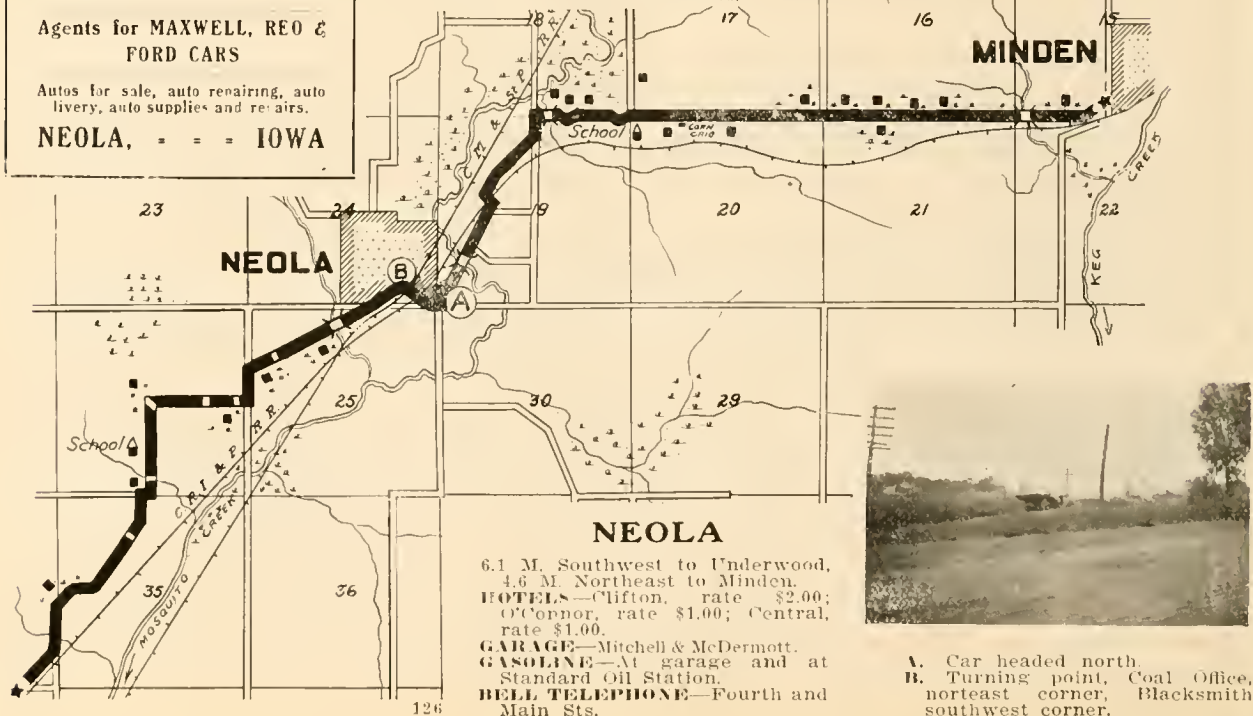 Agents for MAXWELL, REO &
FORD CARS
Autos for sale, auto repairing, auto
livery, auto supplies and repairs.
NEOLA, = = = IOWA
18
17
16
15
MINDEN
C M & ST P R R
School
CORN
CRIB
23
24
19
20
21
22
KEG
CREEK
NEOLA
B
A
25
30
29
School
C R I & P R R
MOSQUITO
CREEK
35
36
NEOLA
6.1 M. Southwest to Underwood,
4.6 M. Northeast to Minden.
HOTELS—Clifton, rate $2.00;
O'Connor, rate $1.00; Central,
rate $1.00.
GARAGE—Mitchell & McDermott.
GASOLINE—At garage and at
Standard Oil Station.
BELL TELEPHONE—Fourth and
Main Sts.
A. Car headed north.
B. Turning point, Coal Office,
norteast corner, Blacksmith
southwest corner.
126